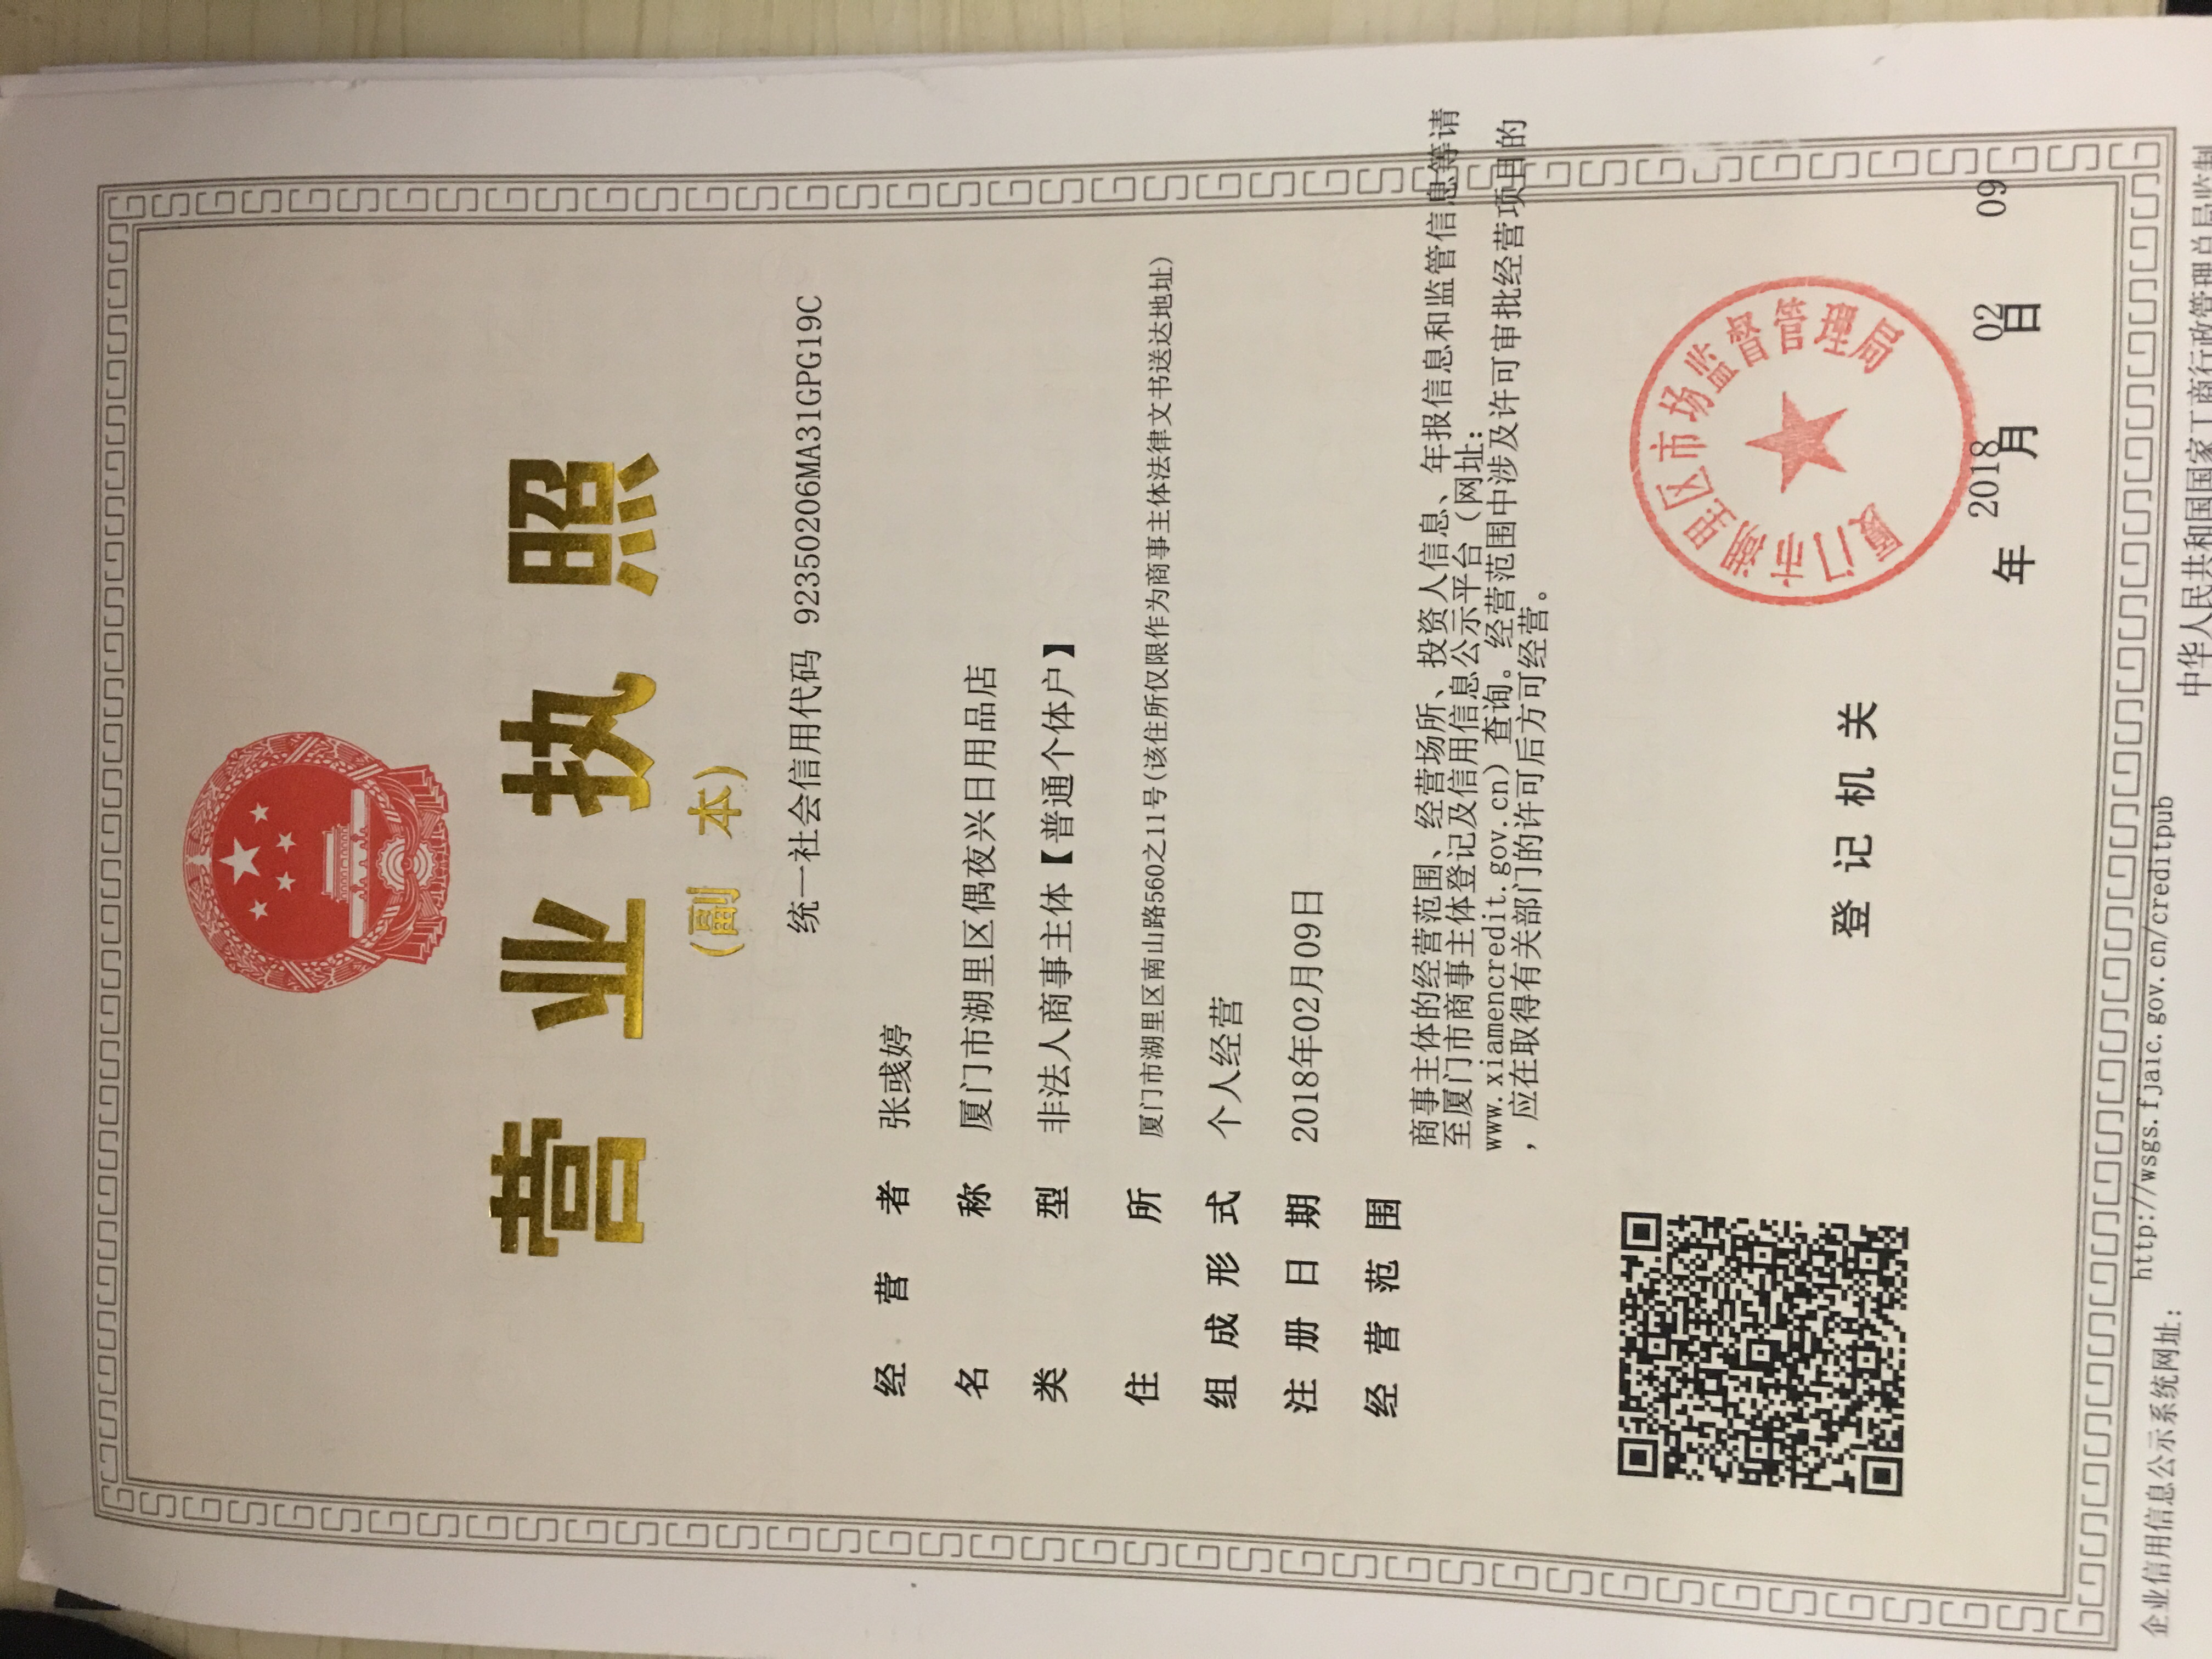 营业执照
(副 本)
统一社会信用代码 92350206MA31GPG19C
经营者 张彧婷
名称 厦门市湖里区偶夜兴日用品店
类型 非法人商事主体【普通个体户】
住所 厦门市湖里区南山路560之11号(该住所仅限作为商事主体法律文书送达地址)
组成形式 个人经营
注册日期 2018年02月09日
经营范围
商事主体的经营范围、经营场所、投资人信息、年报信息和监管信息等请
至厦门市商事主体登记及信用信息公示平台（网址：
www.xiamencredit.gov.cn）查询。经营范围中涉及许可审批经营项目的
，应在取得有关部门的许可后方可经营。
厦门市湖里区市场监督管理局
登记机关
2018 02 09
年 月 日
企业信用信息公示系统网址： http://wsgs.fjaic.gov.cn/creditpub
中华人民共和国国家工商行政管理总局监制